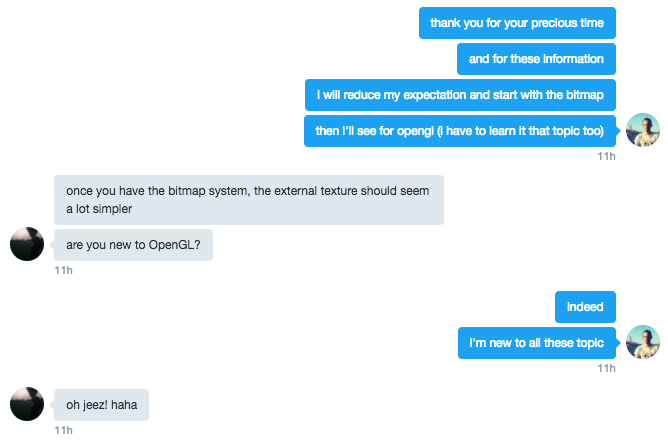 thank you for your precious time
and for these information
i will reduce my expectation and start with the bitmap
then i'll see for opengl (i have to learn it that topic too)
11h
once you have the bitmap system, the external texture should seem
a lot simpler
are you new to OpenGL?
11h
indeed
i'm new to all these topic
11h
oh jeez! haha
11h